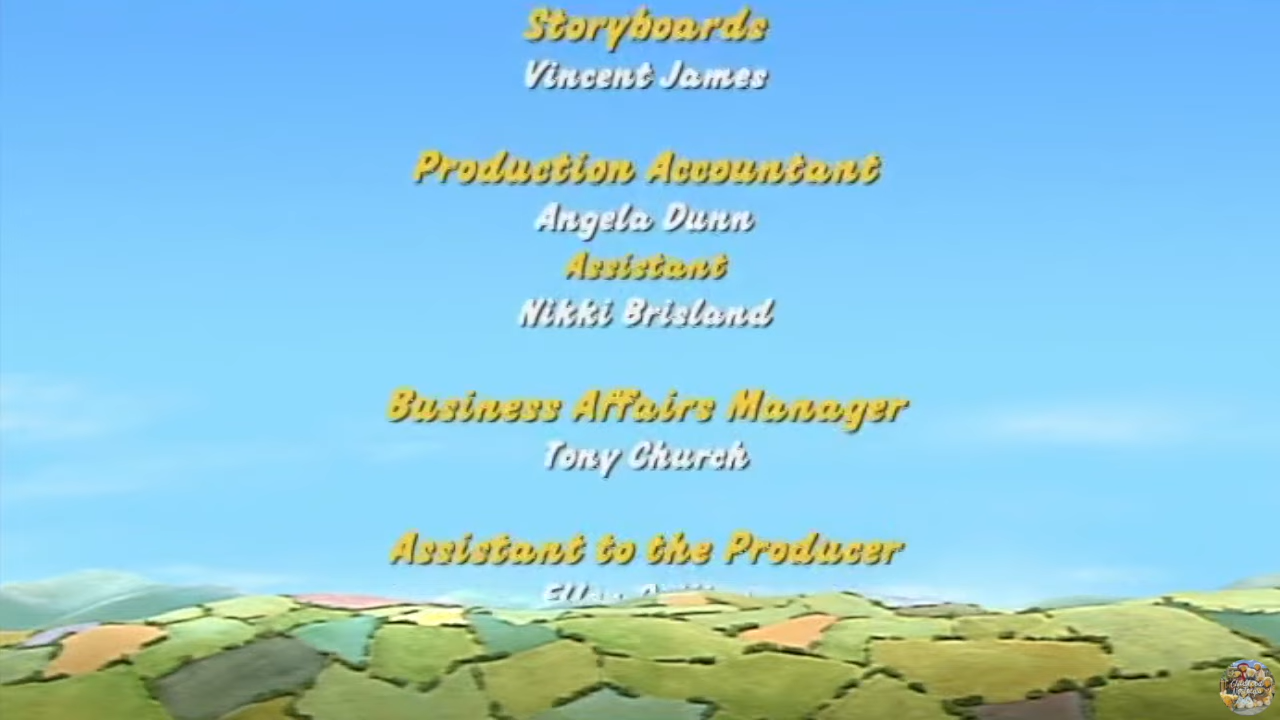 Storyboards
Vincent James
Production Accountant
Angela Dunn
Assistant
Nikki Brisland
Business Affairs Manager
Tony Church
Assistant to the Producer